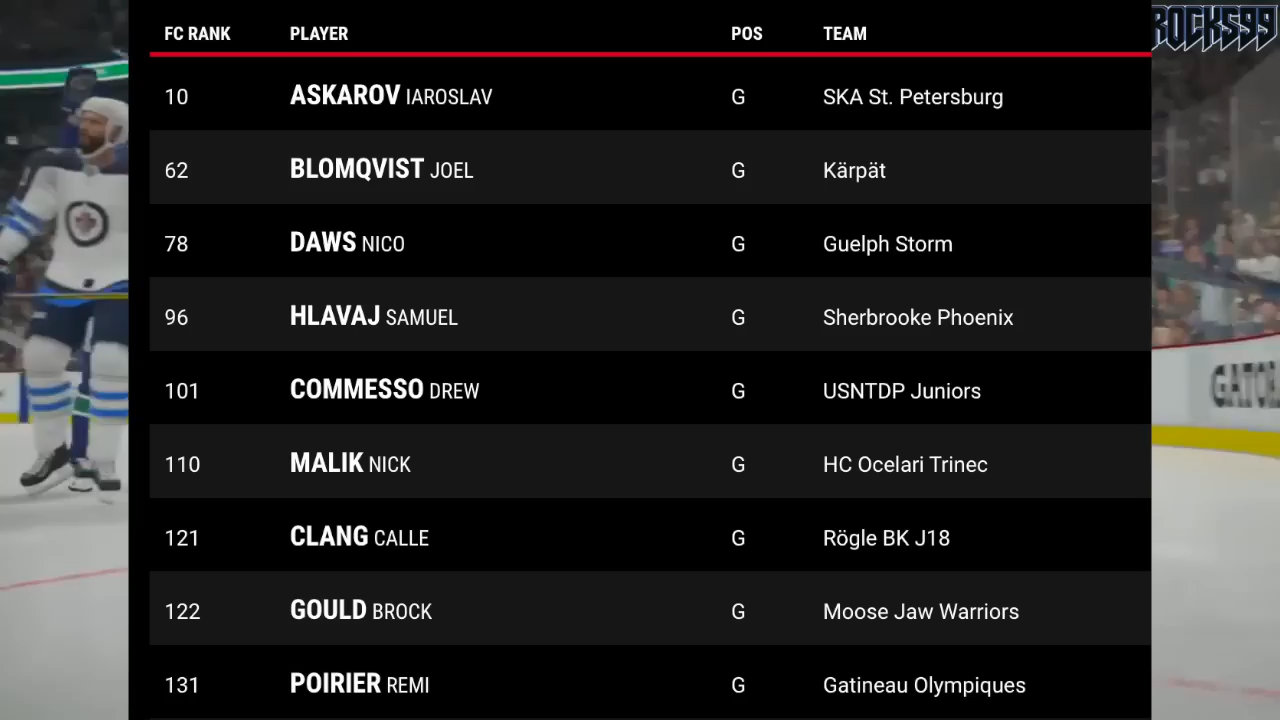 FC RANK PLAYER POS TEAM
ROCKS99
10 ASKAROV IAROSLAV G SKA St. Petersburg
62 BLOMQVIST JOEL G Kärpät
78 DAWS NICO G Guelph Storm
96 HLAVAJ SAMUEL G Sherbrooke Phoenix
101 COMMESSO DREW G USNTDP Juniors
GATOR
110 MALIK NICK G HC Ocelari Trinec
121 CLANG CALLE G Rögle BK J18
122 GOULD BROCK G Moose Jaw Warriors
131 POIRIER REMI G Gatineau Olympiques